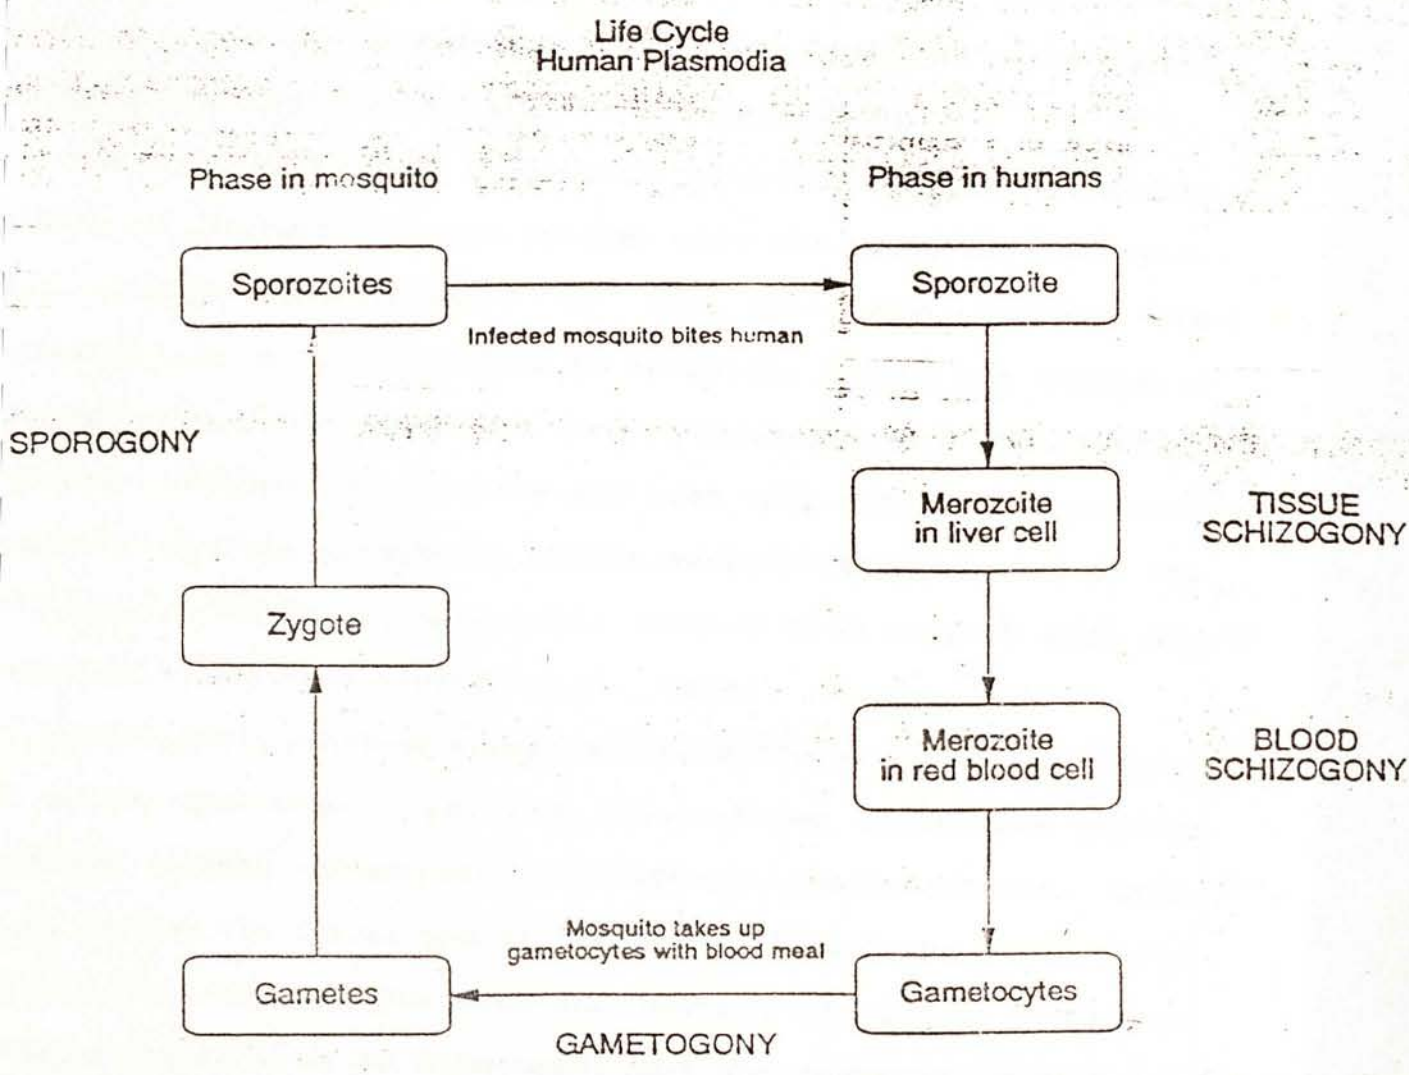 Life Cycle
Human Plasmodia
Phase in mosquito
Phase in humans
Sporozoites
Sporozoite
Infected mosquito bites human
SPOROGONY
Merozoite
in liver cell
TISSUE
SCHIZOGONY
Zygote
Merozoite
in red blood cell
BLOOD
SCHIZOGONY
Mosquito takes up
gametocytes with blood meal
Gametes
Gametocytes
GAMETOGONY